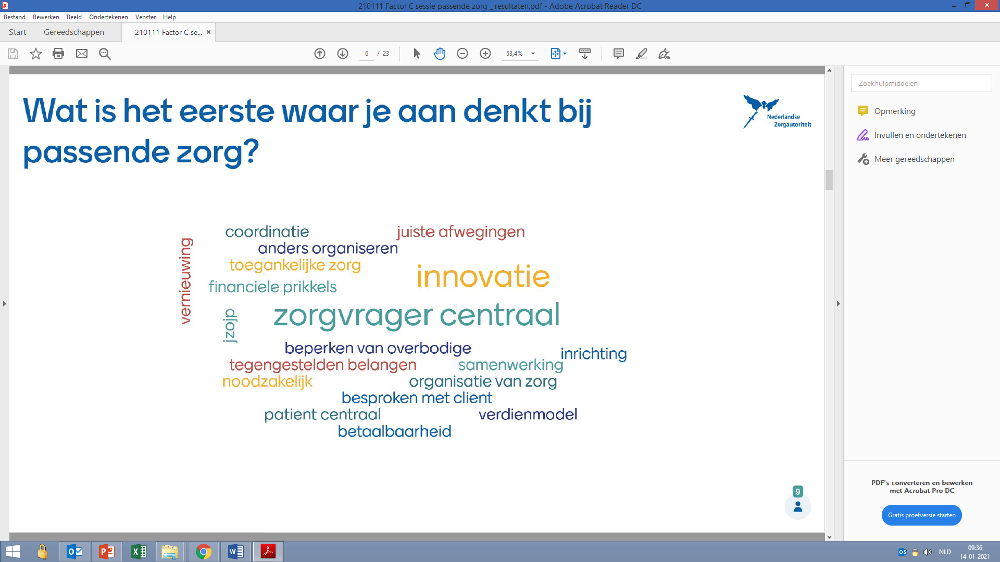 210111 Factor C sessie passende zorg _ resultaten.pdf - Adobe Acrobat Reader DC
Bestand Bewerken Beeld Ondertekenen Venster Help
Start Gereedschappen 210111 Factor C se... ×
6 / 23 53,4%
Wat is het eerste waar je aan denkt bij
passende zorg?
Nederlandse
Zorgautoriteit
coordinatie
juiste afwegingen
vernieuwing
anders organiseren
toegankelijke zorg
innovatie
financiele prikkels
zorgvrager centraal
jzojp
beperken van overbodige
inrichting
tegengestelden belangen
samenwerking
noodzakelijk
organisatie van zorg
besproken met client
patient centraal
verdienmodel
betaalbaarheid
9
Zoekhulpmiddelen
Opmerking
Invullen en ondertekenen
Meer gereedschappen
PDF's converteren en bewerken
met Acrobat Pro DC
Gratis proefversie starten
NLD
09:36
14-01-2021